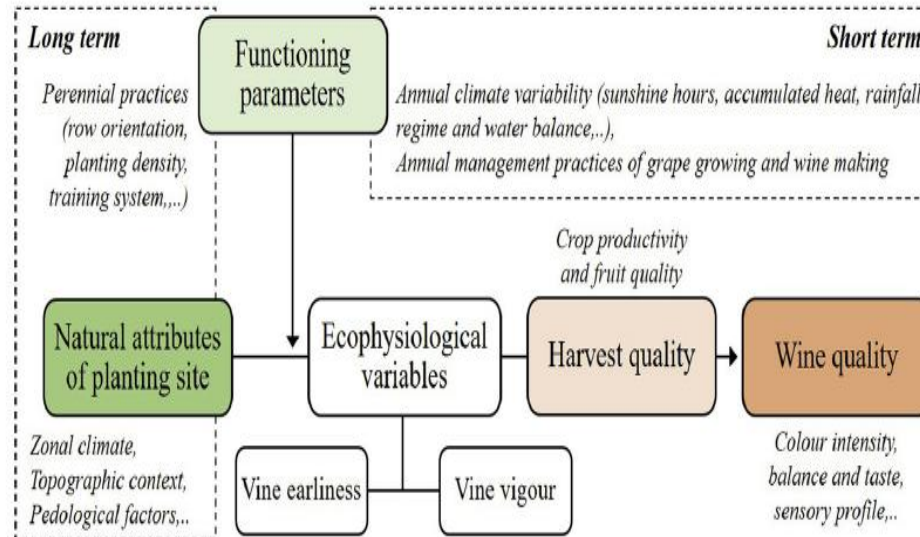 Long term
Short term
Functioning
parameters
Perennial practices
(row orientation,
planting density,
training system,,..)
Annual climate variability (sunshine hours, accumulated heat, rainfall
regime and water balance,..),
Annual management practices of grape growing and wine making
Crop productivity
and fruit quality
Natural attributes
of planting site
Ecophysiological
variables
Harvest quality
Wine quality
Zonal climate,
Topographic context,
Pedological factors,..
Vine earliness
Vine vigour
Colour intensity,
balance and taste,
sensory profile,..